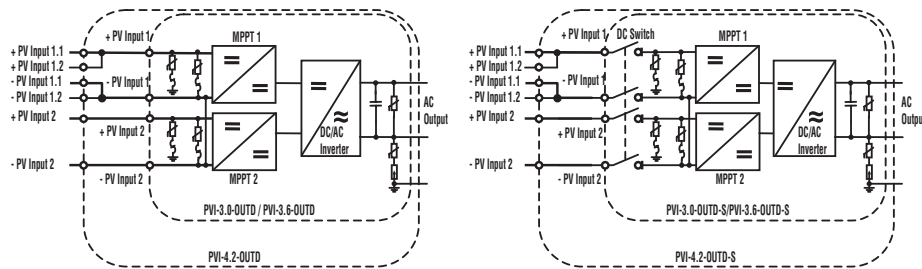 + PV Input 1
MPPT 1
+ PV Input 1.1
+ PV Input 1.2
- PV Input 1.1
- PV Input 1
- PV Input 1.2
+ PV Input 2
+ PV Input 2
- PV Input 2
- PV Input 2
MPPT 2
DC/AC
Inverter
AC
Output
PVI-3.0-OUTD / PVI-3.6-OUTD
PVI-4.2-OUTD
+ PV Input 1
DC Switch
MPPT 1
+ PV Input 1.1
+ PV Input 1.2
- PV Input 1.1
- PV Input 1
- PV Input 1.2
+ PV Input 2
+ PV Input 2
- PV Input 2
- PV Input 2
MPPT 2
DC/AC
Inverter
AC
Output
PVI-3.0-OUTD-S/PVI-3.6-OUTD-S
PVI-4.2-OUTD-S